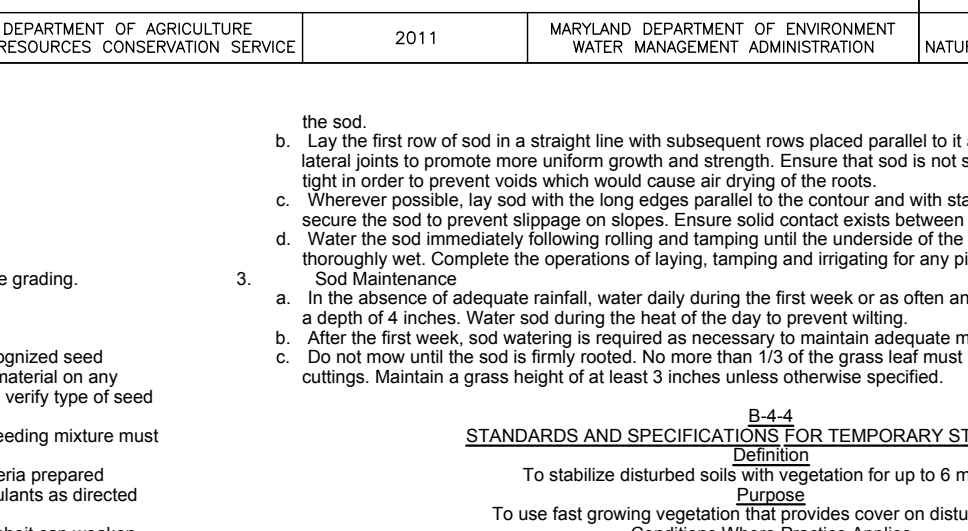 DEPARTMENT OF AGRICULTURE
RESOURCES CONSERVATION SERVICE
2011
MARYLAND DEPARTMENT OF ENVIRONMENT
WATER MANAGEMENT ADMINISTRATION
e grading.
ognized seed
material on any
verify type of seed
eeding mixture must
eria prepared
ulants as directed
the sod.
b. Lay the first row of sod in a straight line with subsequent rows placed parallel to it
lateral joints to promote more uniform growth and strength. Ensure that sod is not s
tight in order to prevent voids which would cause air drying of the roots.
c. Wherever possible, lay sod with the long edges parallel to the contour and with sta
secure the sod to prevent slippage on slopes. Ensure solid contact exists between
d. Water the sod immediately following rolling and tamping until the underside of the
thoroughly wet. Complete the operations of laying, tamping and irrigating for any pi
3. Sod Maintenance
a. In the absence of adequate rainfall, water daily during the first week or as often an
a depth of 4 inches. Water sod during the heat of the day to prevent wilting.
b. After the first week, sod watering is required as necessary to maintain adequate m
c. Do not mow until the sod is firmly rooted. No more than 1/3 of the grass leaf must
cuttings. Maintain a grass height of at least 3 inches unless otherwise specified.
B-4-4
STANDARDS AND SPECIFICATIONS FOR TEMPORARY ST
Definition
To stabilize disturbed soils with vegetation for up to 6 m
Purpose
To use fast growing vegetation that provides cover on distu